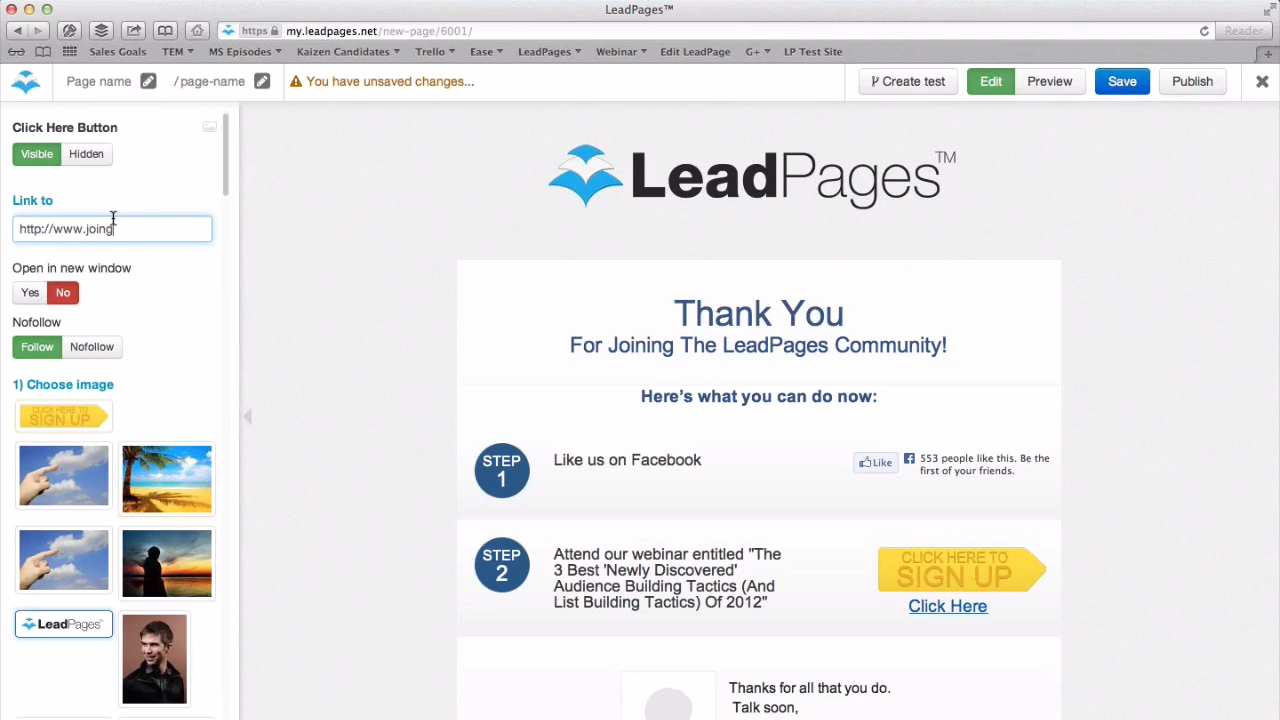 LeadPages™
https my.leadpages.net/new-page/6001/
Reader
Sales Goals TEM MS Episodes Kaizen Candidates Trello Ease LeadPages Webinar Edit LeadPage G+ LP Test Site
Page name /page-name You have unsaved changes... Create test Edit Preview Save Publish
Click Here Button
Visible Hidden
Link to
http://www.joing
Open in new window
Yes No
Nofollow
Follow Nofollow
1) Choose image
CLICK HERE TO
SIGN UP
LeadPages™
LeadPages™
Thank You
For Joining The LeadPages Community!
Here's what you can do now:
STEP
1
Like us on Facebook
Like
553 people like this. Be the
first of your friends.
STEP
2
Attend our webinar entitled "The
3 Best 'Newly Discovered'
Audience Building Tactics (And
List Building Tactics) Of 2012"
CLICK HERE TO
SIGN UP
Click Here
Thanks for all that you do.
Talk soon,